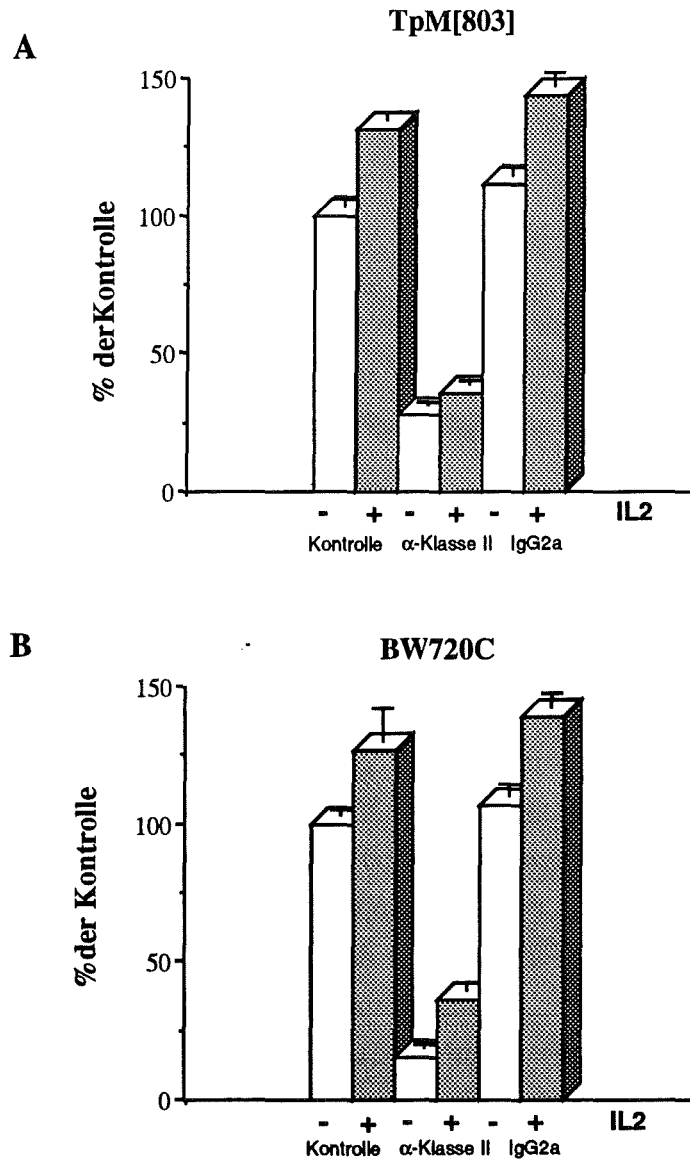 A
TpM[803]
% derKontrolle
150
100
50
0
- + - + - + IL2
Kontrolle α-Klasse II IgG2a
B
BW720C
%der Kontrolle
150
100
50
0
- + - + - + IL2
Kontrolle α-Klasse II IgG2a